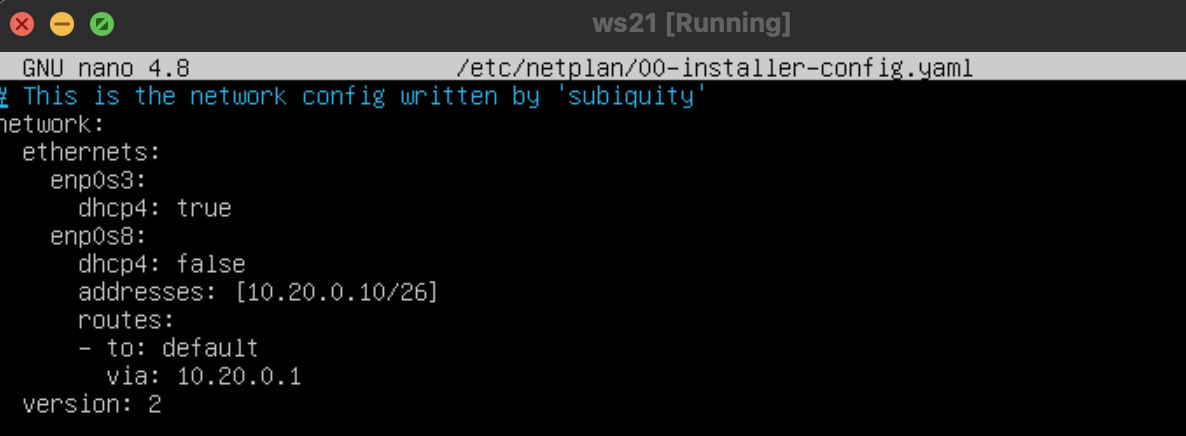 ws21 [Running]
GNU nano 4.8 /etc/netplan/00-installer-config.yaml
# This is the network config written by 'subiquity'
network:
  ethernets:
    enp0s3:
      dhcp4: true
    enp0s8:
      dhcp4: false
      addresses: [10.20.0.10/26]
      routes:
      - to: default
        via: 10.20.0.1
  version: 2